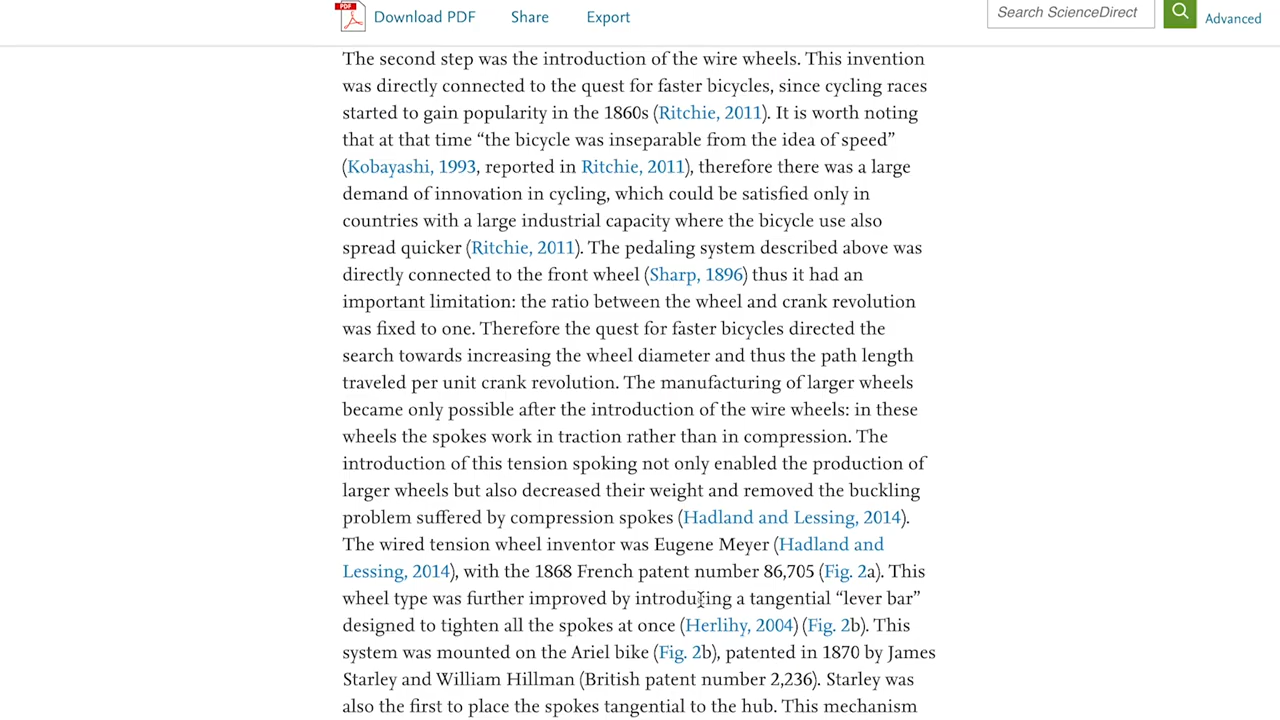 PDF
Download PDF Share Export Search ScienceDirect Advanced
The second step was the introduction of the wire wheels. This invention
was directly connected to the quest for faster bicycles, since cycling races
started to gain popularity in the 1860s (Ritchie, 2011). It is worth noting
that at that time “the bicycle was inseparable from the idea of speed”
(Kobayashi, 1993, reported in Ritchie, 2011), therefore there was a large
demand of innovation in cycling, which could be satisfied only in
countries with a large industrial capacity where the bicycle use also
spread quicker (Ritchie, 2011). The pedaling system described above was
directly connected to the front wheel (Sharp, 1896) thus it had an
important limitation: the ratio between the wheel and crank revolution
was fixed to one. Therefore the quest for faster bicycles directed the
search towards increasing the wheel diameter and thus the path length
traveled per unit crank revolution. The manufacturing of larger wheels
became only possible after the introduction of the wire wheels: in these
wheels the spokes work in traction rather than in compression. The
introduction of this tension spoking not only enabled the production of
larger wheels but also decreased their weight and removed the buckling
problem suffered by compression spokes (Hadland and Lessing, 2014).
The wired tension wheel inventor was Eugene Meyer (Hadland and
Lessing, 2014), with the 1868 French patent number 86,705 (Fig. 2a). This
wheel type was further improved by introducing a tangential “lever bar”
designed to tighten all the spokes at once (Herlihy, 2004) (Fig. 2b). This
system was mounted on the Ariel bike (Fig. 2b), patented in 1870 by James
Starley and William Hillman (British patent number 2,236). Starley was
also the first to place the spokes tangential to the hub. This mechanism